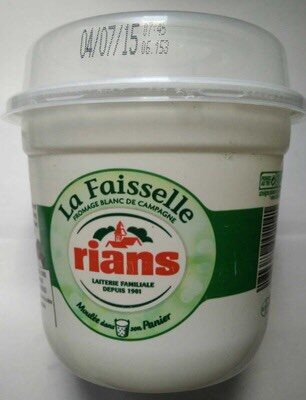 07:45
04/07/15 06.153
La Faisselle
FROMAGE BLANC DE CAMPAGNE
rians
LAITERIE FAMILIALE
DEPUIS 1901
Moulée dans son Panier